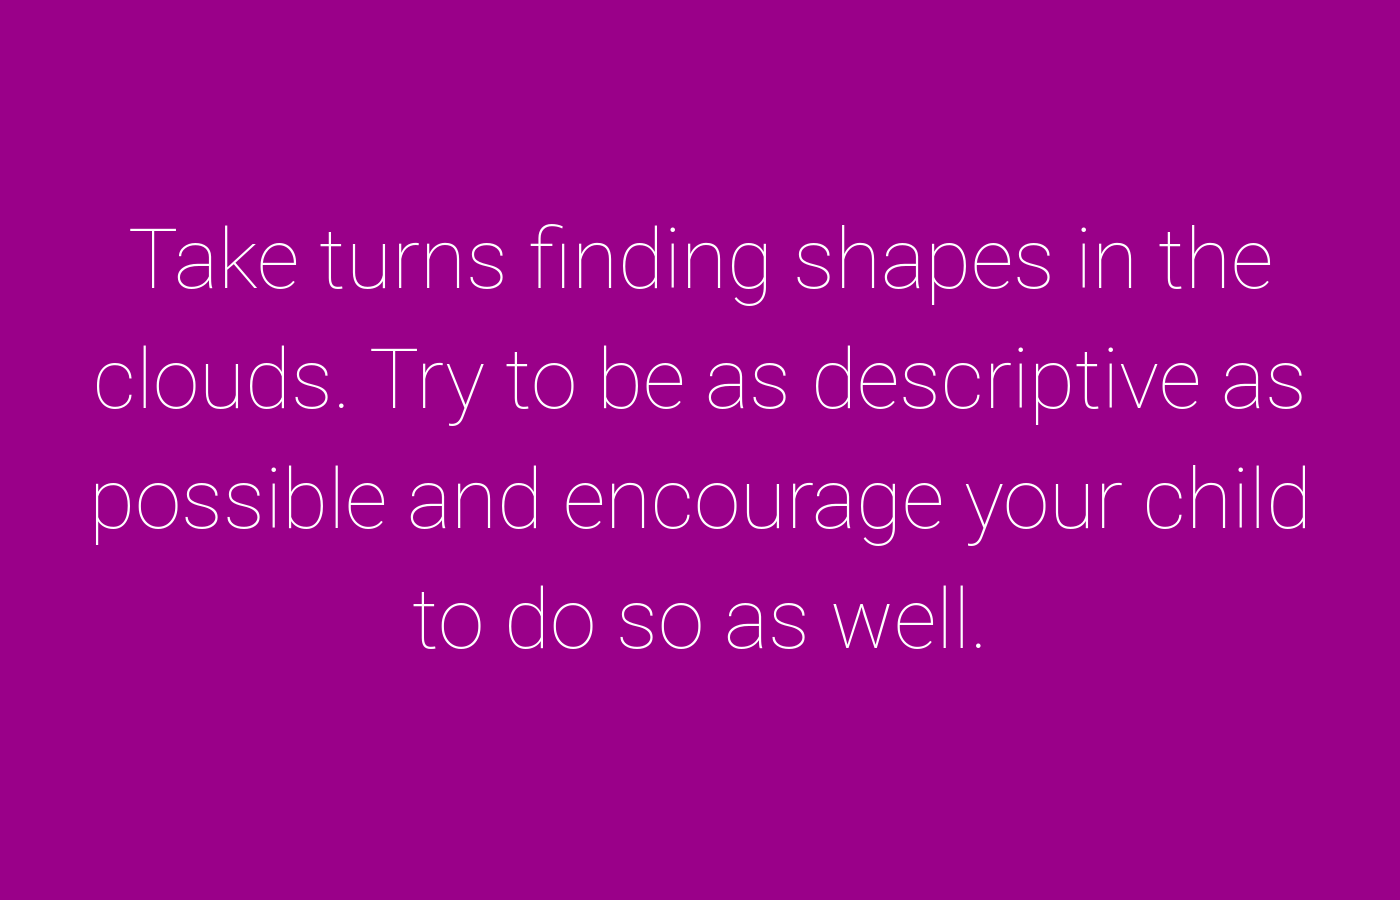 Take turns finding shapes in the
clouds. Try to be as descriptive as
possible and encourage your child
to do so as well.